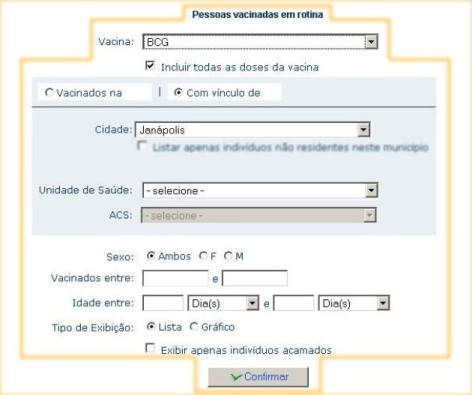 Pessoas vacinadas em rotina
Vacina: BCG
Incluir todas as doses da vacina
Vacinados na | Com vínculo de
Cidade: Janápolis
Listar apenas indivíduos não residentes neste município
Unidade de Saúde: - selecione -
ACS: - selecione -
Sexo: Ambos F M
Vacinados entre: e
Idade entre: Dia(s) e Dia(s)
Tipo de Exibição: Lista Gráfico
Exibir apenas indivíduos acamados
Confirmar